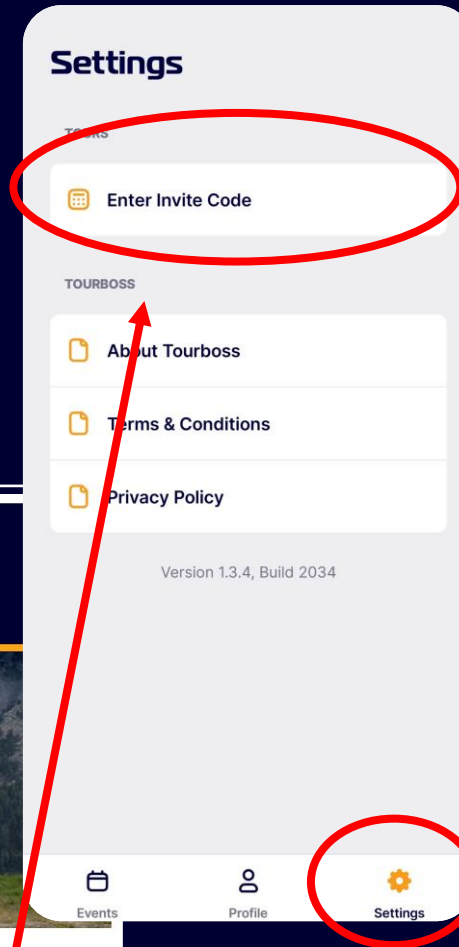 Settings
TOURS
Enter Invite Code
TOURBOSS
About Tourboss
Terms & Conditions
Privacy Policy
Version 1.3.4, Build 2034
Events Profile Settings